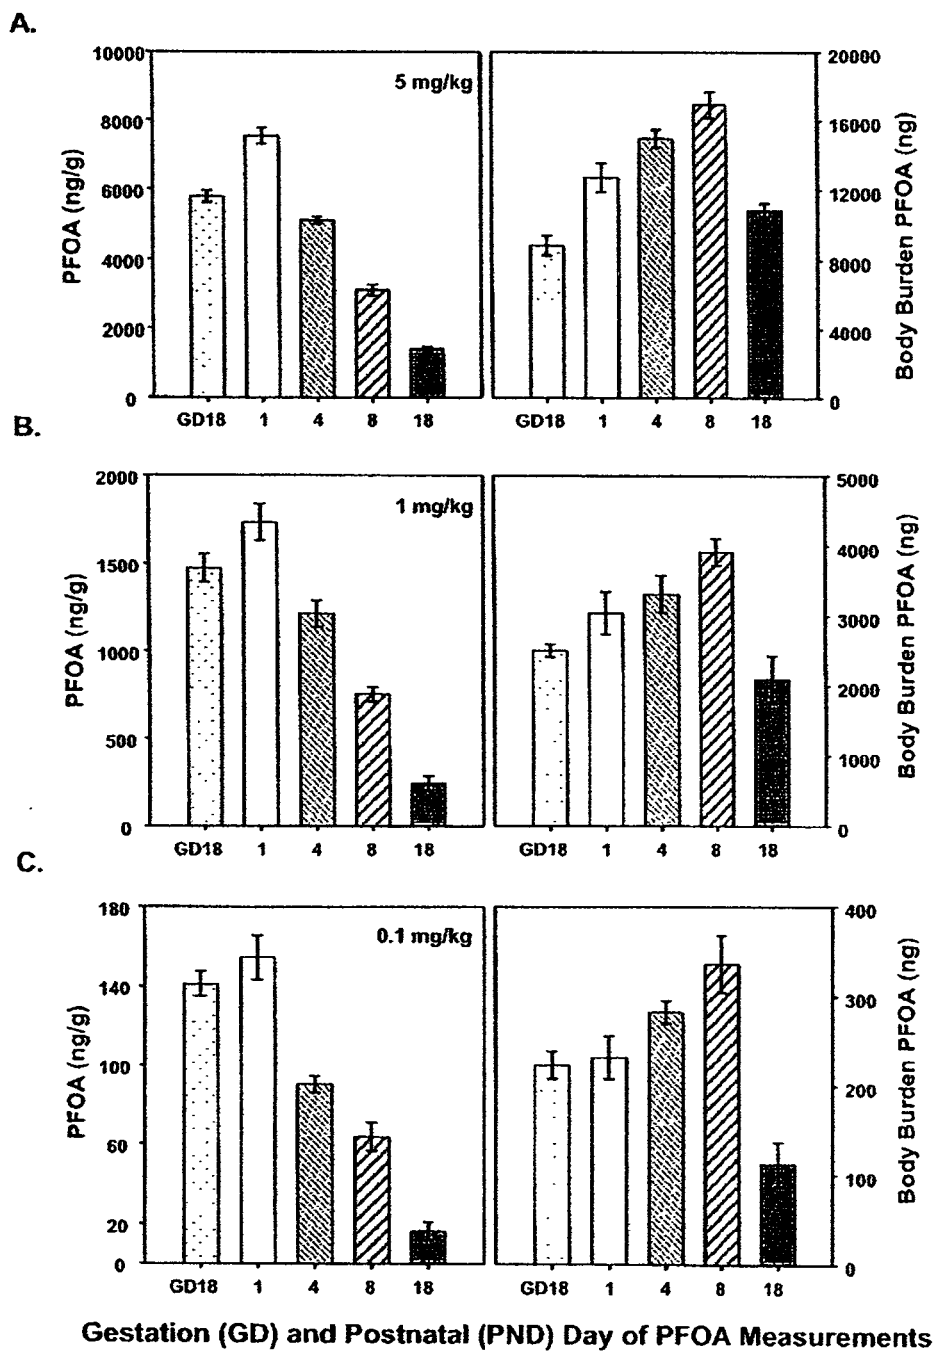 A.
10000
8000
6000
4000
2000
0
PFOA (ng/g)
5 mg/kg
GD18 1 4 8 18
GD18 1 4 8 18
20000
16000
12000
8000
4000
0
Body Burden PFOA (ng)
B.
2000
1500
1000
500
0
PFOA (ng/g)
1 mg/kg
GD18 1 4 8 18
GD18 1 4 8 18
5000
4000
3000
2000
1000
0
Body Burden PFOA (ng)
C.
180
140
100
60
20
0
PFOA (ng/g)
0.1 mg/kg
GD18 1 4 8 18
GD18 1 4 8 18
400
300
200
100
0
Body Burden PFOA (ng)
Gestation (GD) and Postnatal (PND) Day of PFOA Measurements